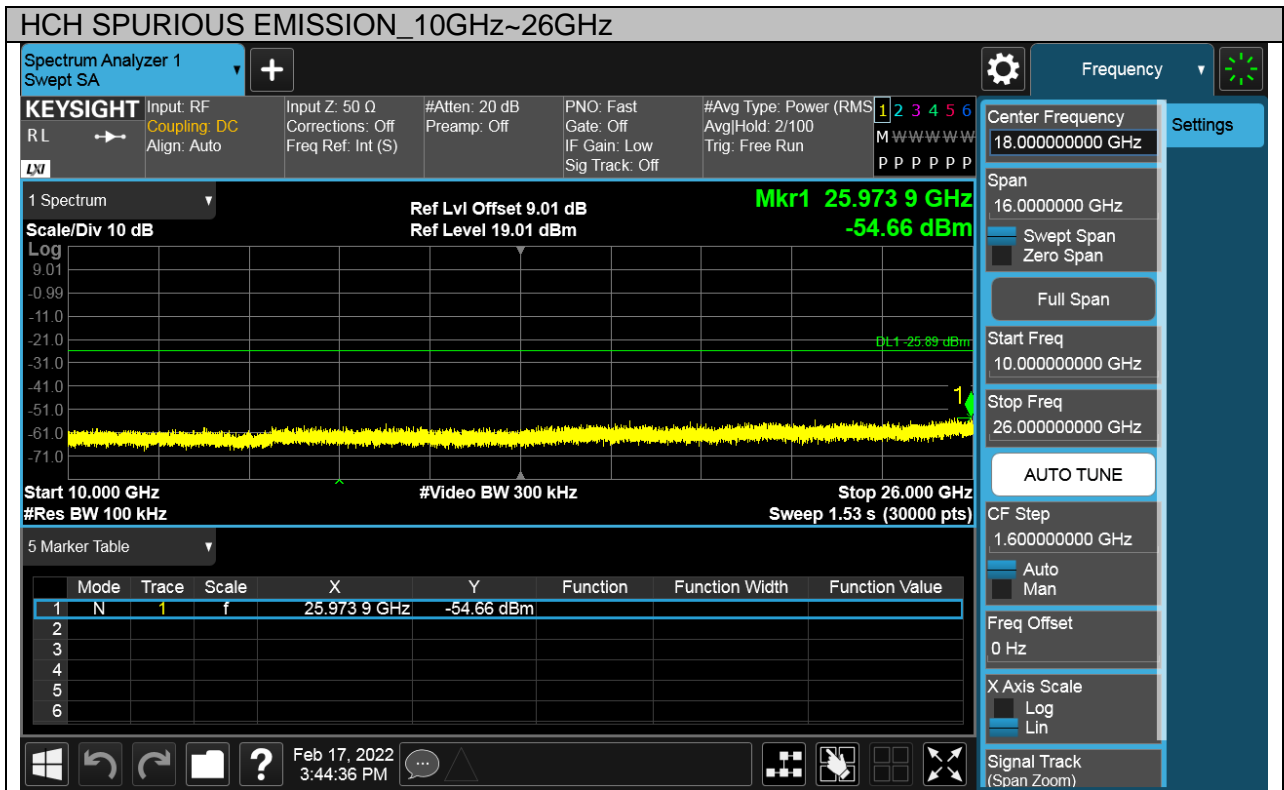 HCH SPURIOUS EMISSION_10GHz~26GHz
Spectrum Analyzer 1
Swept SA
Frequency
KEYSIGHT
RL
LXI
Input: RF
Coupling: DC
Align: Auto
Input Z: 50 Ω
Corrections: Off
Freq Ref: Int (S)
#Atten: 20 dB
Preamp: Off
PNO: Fast
Gate: Off
IF Gain: Low
Sig Track: Off
#Avg Type: Power (RMS
Avg|Hold: 2/100
Trig: Free Run
1 2 3 4 5 6
M W W W W W
P P P P P P
1 Spectrum
Scale/Div 10 dB
Ref Lvl Offset 9.01 dB
Ref Level 19.01 dBm
Mkr1 25.973 9 GHz
-54.66 dBm
Log
9.01
-0.99
-11.0
-21.0
-31.0
-41.0
-51.0
-61.0
-71.0
DL1 -25.89 dBm
1
Start 10.000 GHz
#Res BW 100 kHz
#Video BW 300 kHz
Stop 26.000 GHz
Sweep 1.53 s (30000 pts)
5 Marker Table
Mode Trace Scale X Y Function Function Width Function Value
1 N 1 f 25.973 9 GHz -54.66 dBm
2
3
4
5
6
Feb 17, 2022
3:44:36 PM
?
Center Frequency
18.000000000 GHz
Settings
Span
16.0000000 GHz
Swept Span
Zero Span
Full Span
Start Freq
10.000000000 GHz
Stop Freq
26.000000000 GHz
AUTO TUNE
CF Step
1.600000000 GHz
Auto
Man
Freq Offset
0 Hz
X Axis Scale
Log
Lin
Signal Track
(Span Zoom)